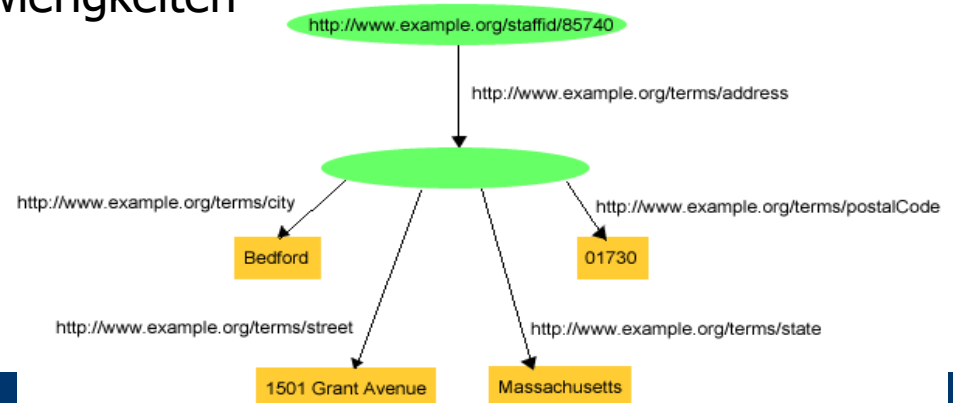 http://www.example.org/staffid/85740
http://www.example.org/terms/address
http://www.example.org/terms/city
http://www.example.org/terms/postalCode
Bedford
01730
http://www.example.org/terms/street
http://www.example.org/terms/state
1501 Grant Avenue
Massachusetts